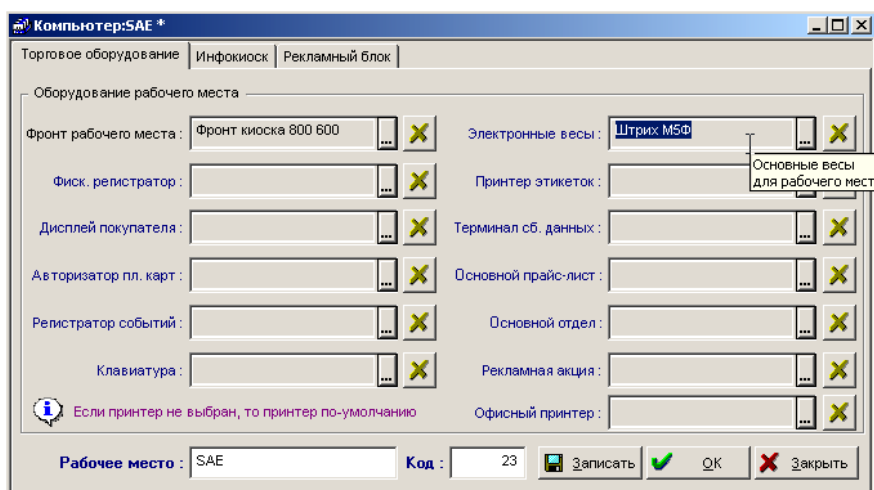 Компьютер:SAE *
Торговое оборудование Инфокиоск Рекламный блок
Оборудование рабочего места
Фронт рабочего места : Фронт киоска 800 600 ... Электронные весы : Штрих М5Ф ...
Основные весы
для рабочего мест
Фиск. регистратор : ... Принтер этикеток :
Дисплей покупателя : ... Терминал сб. данных : ...
Авторизатор пл. карт : ... Основной прайс-лист : ...
Регистратор событий : ... Основной отдел : ...
Клавиатура : ... Рекламная акция : ...
Если принтер не выбран, то принтер по-умолчанию Офисный принтер : ...
Рабочее место : SAE Код : 23 Записать OK Закрыть